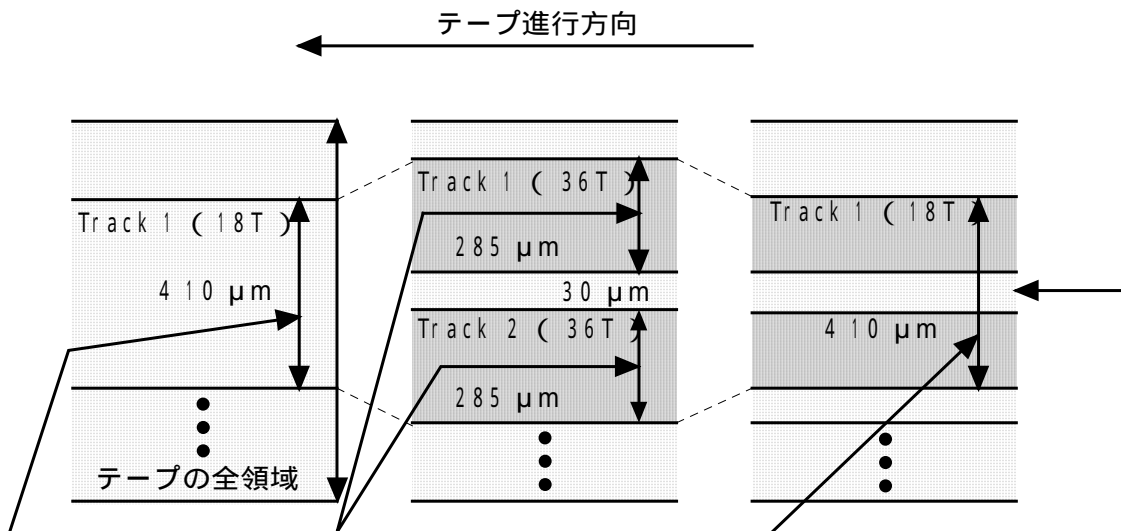 テープ進行方向
Track 1 ( 18T )
410 μm
テープの全領域
Track 1 ( 36T )
285 μm
30 μm
Track 2 ( 36T )
285 μm
Track 1 ( 18T )
410 μm